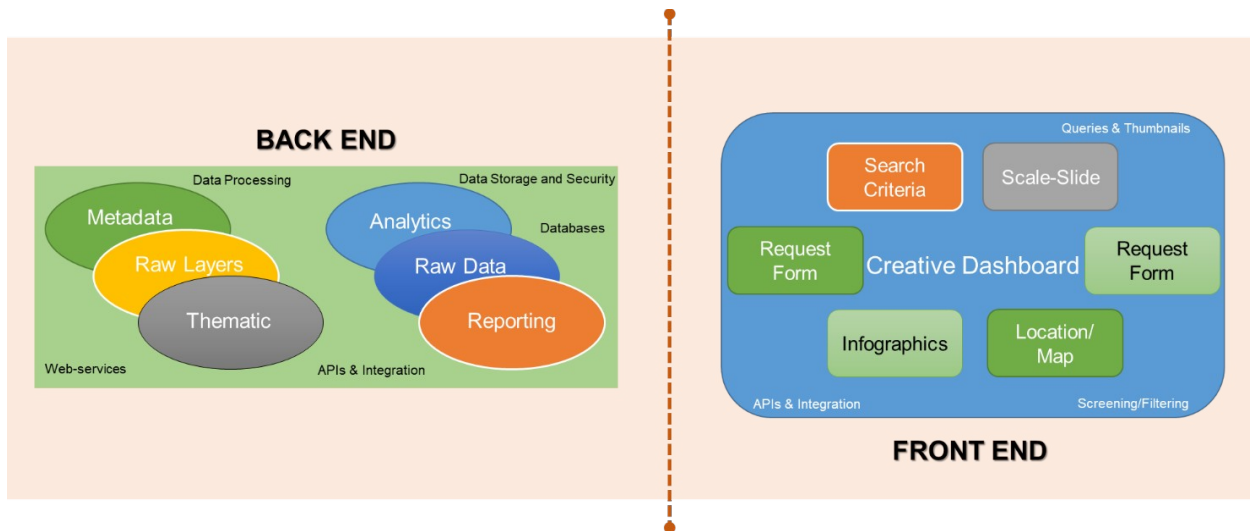 BACK END
Data Processing
Data Storage and Security
Metadata
Analytics
Databases
Raw Layers
Raw Data
Thematic
Reporting
Web-services
APIs & Integration
Queries & Thumbnails
Search
Criteria
Scale-Slide
Request
Form
Creative Dashboard
Request
Form
Infographics
Location/
Map
APIs & Integration
Screening/Filtering
FRONT END